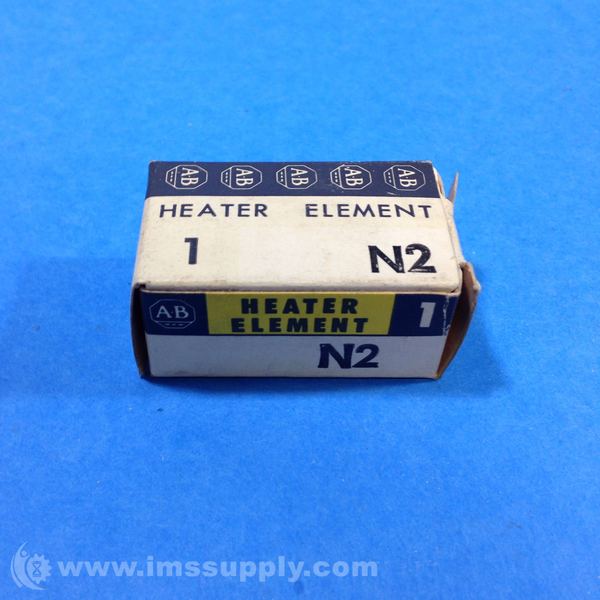 AB AB AB AB AB
HEATER ELEMENT
1 N2
AB HEATER ELEMENT 1
N2
www.imssupply.com